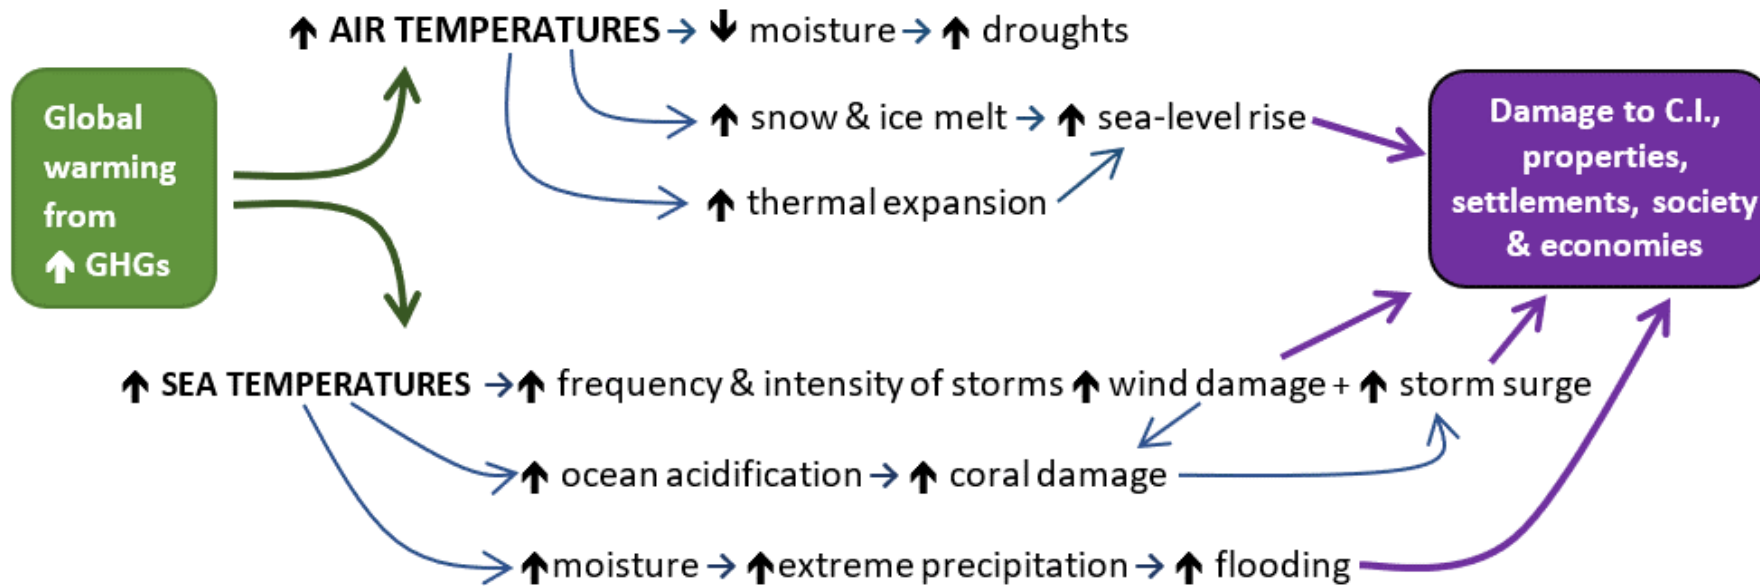 ↑ AIR TEMPERATURES → ↓ moisture → ↑ droughts
Global
warming
from
↑ GHGs
↑ snow & ice melt → ↑ sea-level rise
↑ thermal expansion
Damage to C.I.,
properties,
settlements, society
& economies
↑ SEA TEMPERATURES → ↑ frequency & intensity of storms ↑ wind damage + ↑ storm surge
↑ ocean acidification → ↑ coral damage
↑ moisture → ↑ extreme precipitation → ↑ flooding